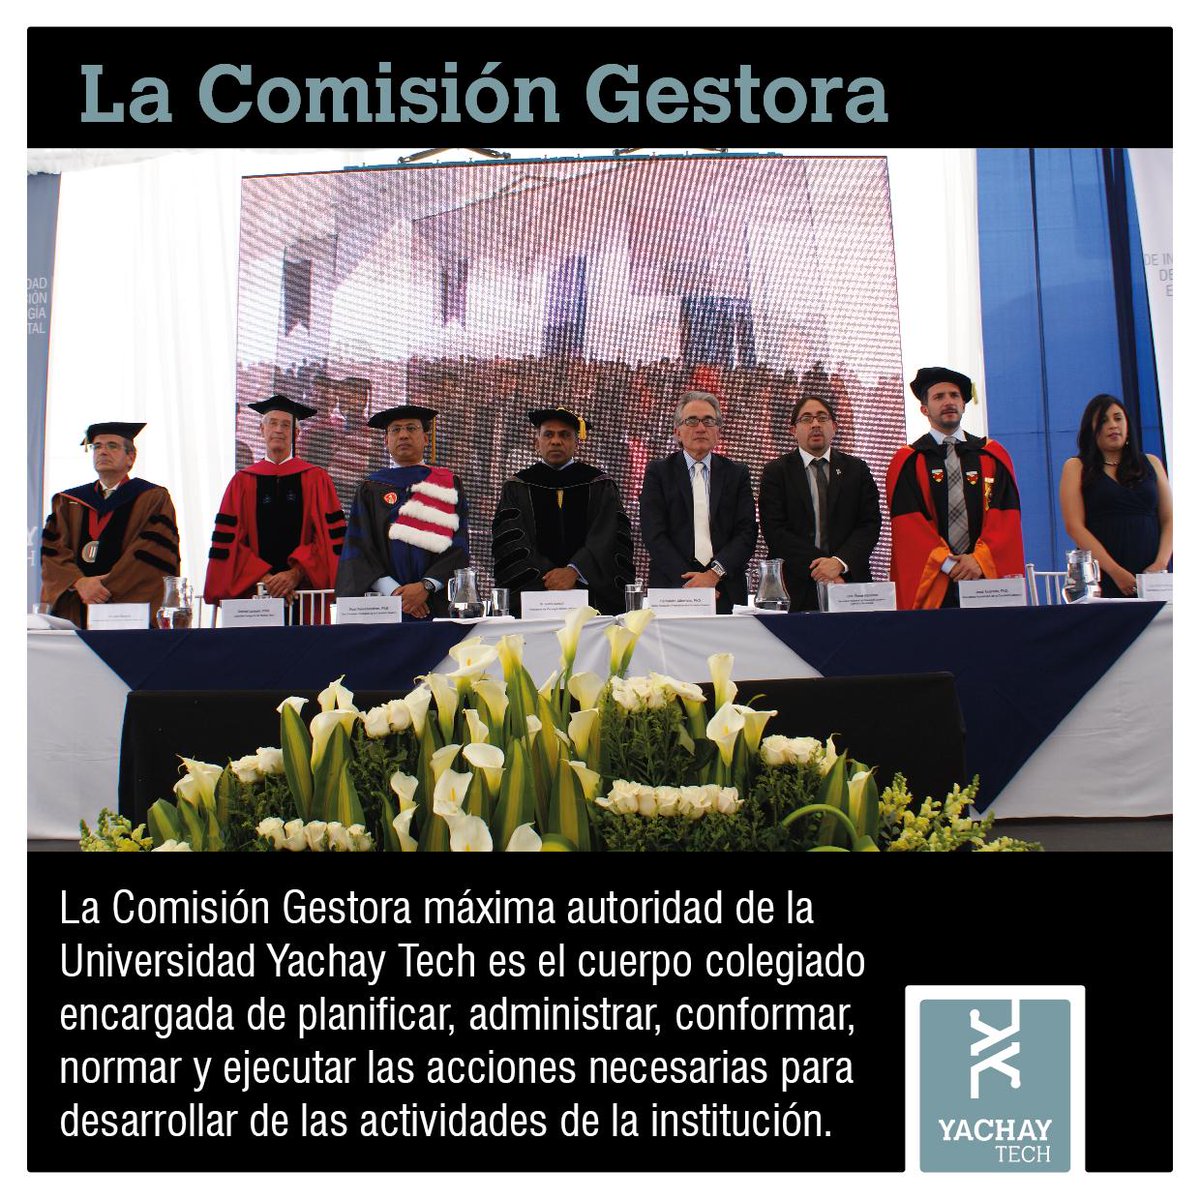 La Comisión Gestora
La Comisión Gestora máxima autoridad de la
Universidad Yachay Tech es el cuerpo colegiado
encargada de planificar, administrar, conformar,
normar y ejecutar las acciones necesarias para
desarrollar de las actividades de la institución.
YACHAY
TECH